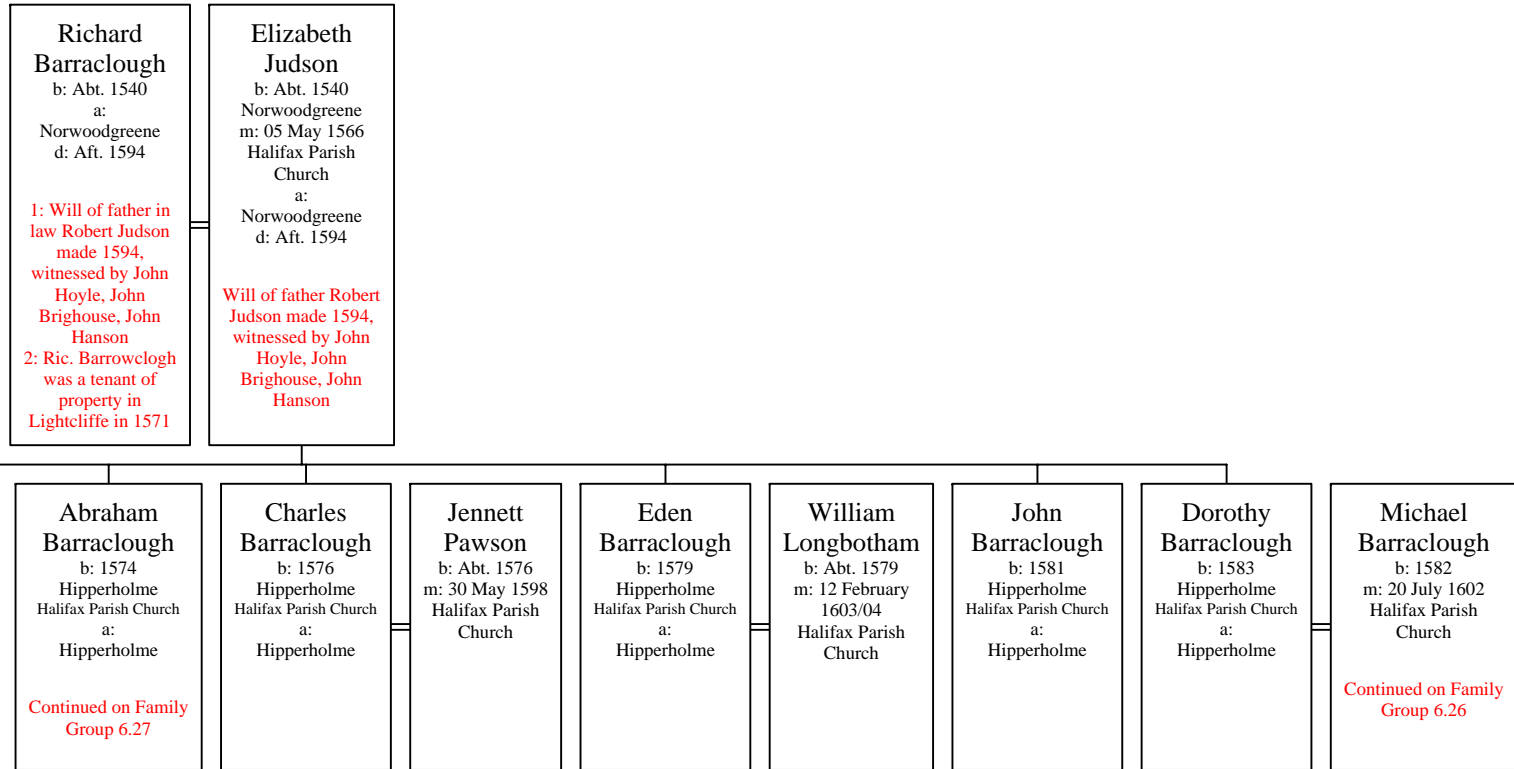 Richard
Barraclough
b: Abt. 1540
a:
Norwoodgreene
d: Aft. 1594
1: Will of father in
law Robert Judson
made 1594,
witnessed by John
Hoyle, John
Brighouse, John
Hanson
2: Ric. Barrowclogh
was a tenant of
property in
Lightcliffe in 1571
Elizabeth
Judson
b: Abt. 1540
Norwoodgreene
m: 05 May 1566
Halifax Parish
Church
a:
Norwoodgreene
d: Aft. 1594
Will of father Robert
Judson made 1594,
witnessed by John
Hoyle, John
Brighouse, John
Hanson
Abraham
Barraclough
b: 1574
Hipperholme
Halifax Parish Church
a:
Hipperholme
Continued on Family
Group 6.27
Charles
Barraclough
b: 1576
Hipperholme
Halifax Parish Church
a:
Hipperholme
Jennett
Pawson
b: Abt. 1576
m: 30 May 1598
Halifax Parish
Church
Eden
Barraclough
b: 1579
Hipperholme
Halifax Parish Church
a:
Hipperholme
William
Longbotham
b: Abt. 1579
m: 12 February
1603/04
Halifax Parish
Church
John
Barraclough
b: 1581
Hipperholme
Halifax Parish Church
a:
Hipperholme
Dorothy
Barraclough
b: 1583
Hipperholme
Halifax Parish Church
a:
Hipperholme
Michael
Barraclough
b: 1582
m: 20 July 1602
Halifax Parish
Church
Continued on Family
Group 6.26